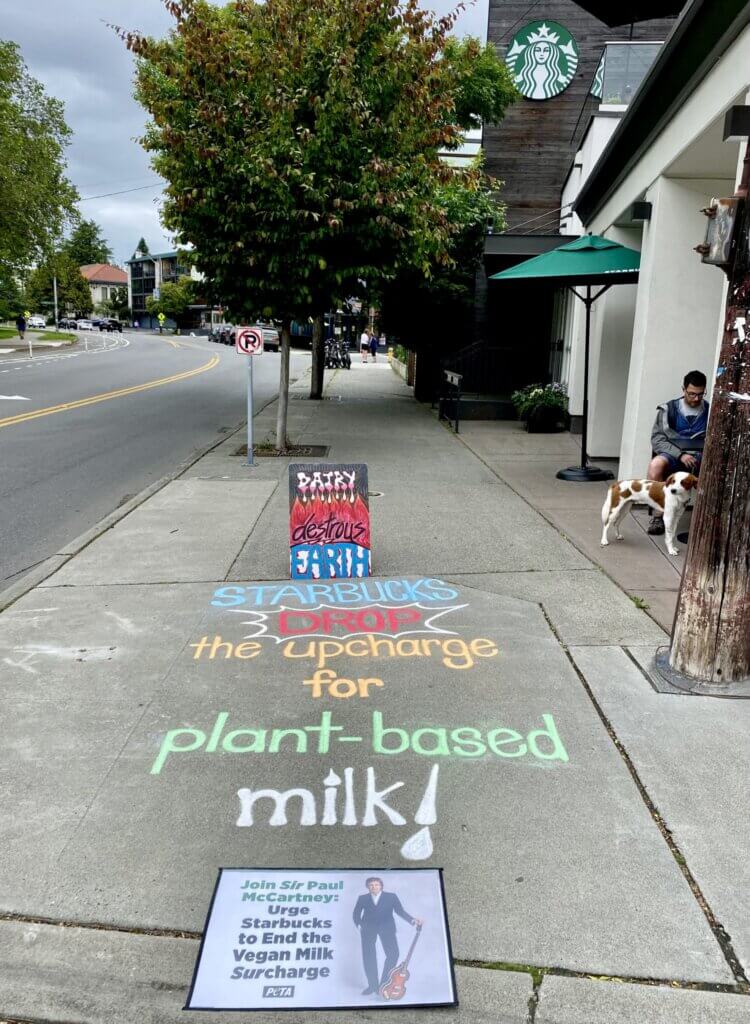 DAIRY
destroys
EARTH
STARBUCKS
DROP
the upcharge
for
plant-based
milk!
Join Sir Paul
McCartney:
Urge
Starbucks
to End the
Vegan Milk
Surcharge
PETA